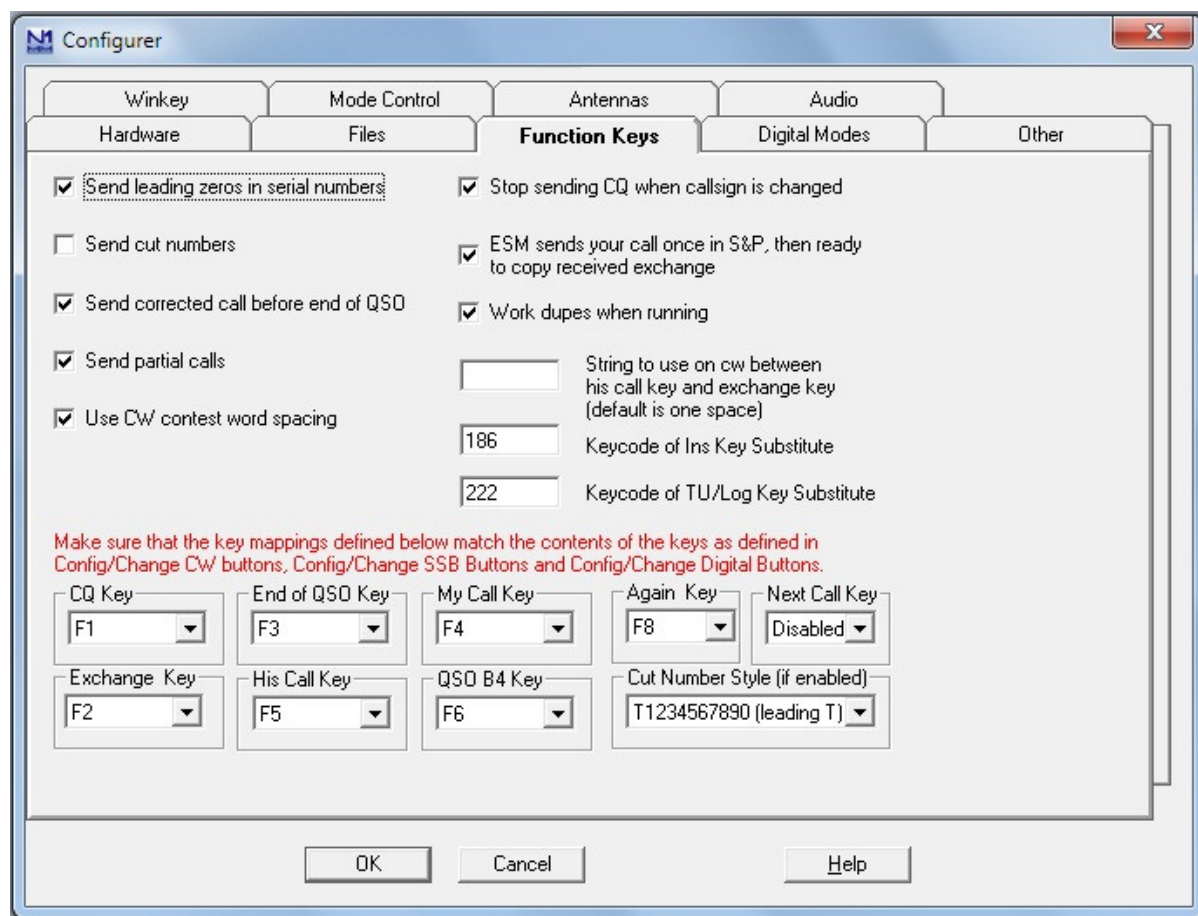 N1
MM
Configurer
X
Winkey
Mode Control
Antennas
Audio
Hardware
Files
Function Keys
Digital Modes
Other
Send leading zeros in serial numbers
Stop sending CQ when callsign is changed
Send cut numbers
ESM sends your call once in S&P, then ready
to copy received exchange
Send corrected call before end of QSO
Work dupes when running
Send partial calls
String to use on cw between
his call key and exchange key
(default is one space)
Use CW contest word spacing
186
Keycode of Ins Key Substitute
222
Keycode of TU/Log Key Substitute
Make sure that the key mappings defined below match the contents of the keys as defined in
Config/Change CW buttons, Config/Change SSB Buttons and Config/Change Digital Buttons.
CQ Key
End of QSO Key
My Call Key
Again Key
Next Call Key
F1
F3
F4
F8
Disabled
Exchange Key
His Call Key
QSO B4 Key
Cut Number Style (if enabled)
F2
F5
F6
T1234567890 (leading T)
OK
Cancel
Help